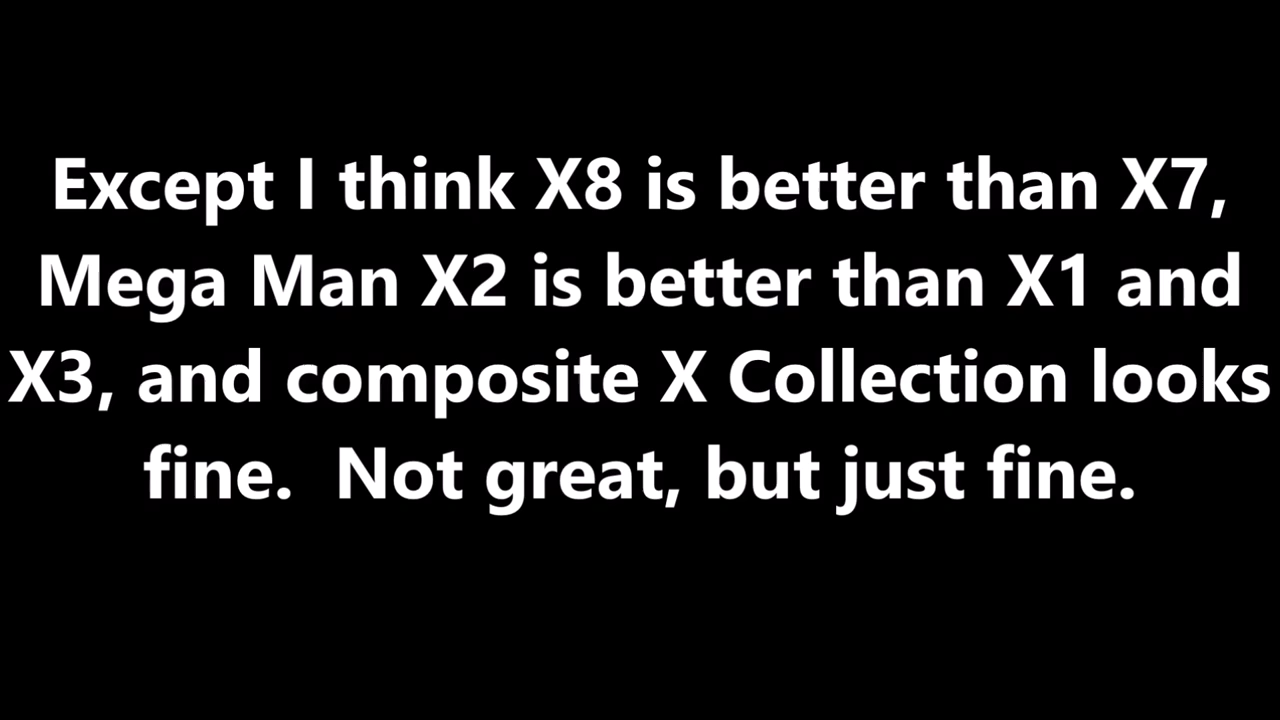 Except I think X8 is better than X7,
Mega Man X2 is better than X1 and
X3, and composite X Collection looks
fine.  Not great, but just fine.